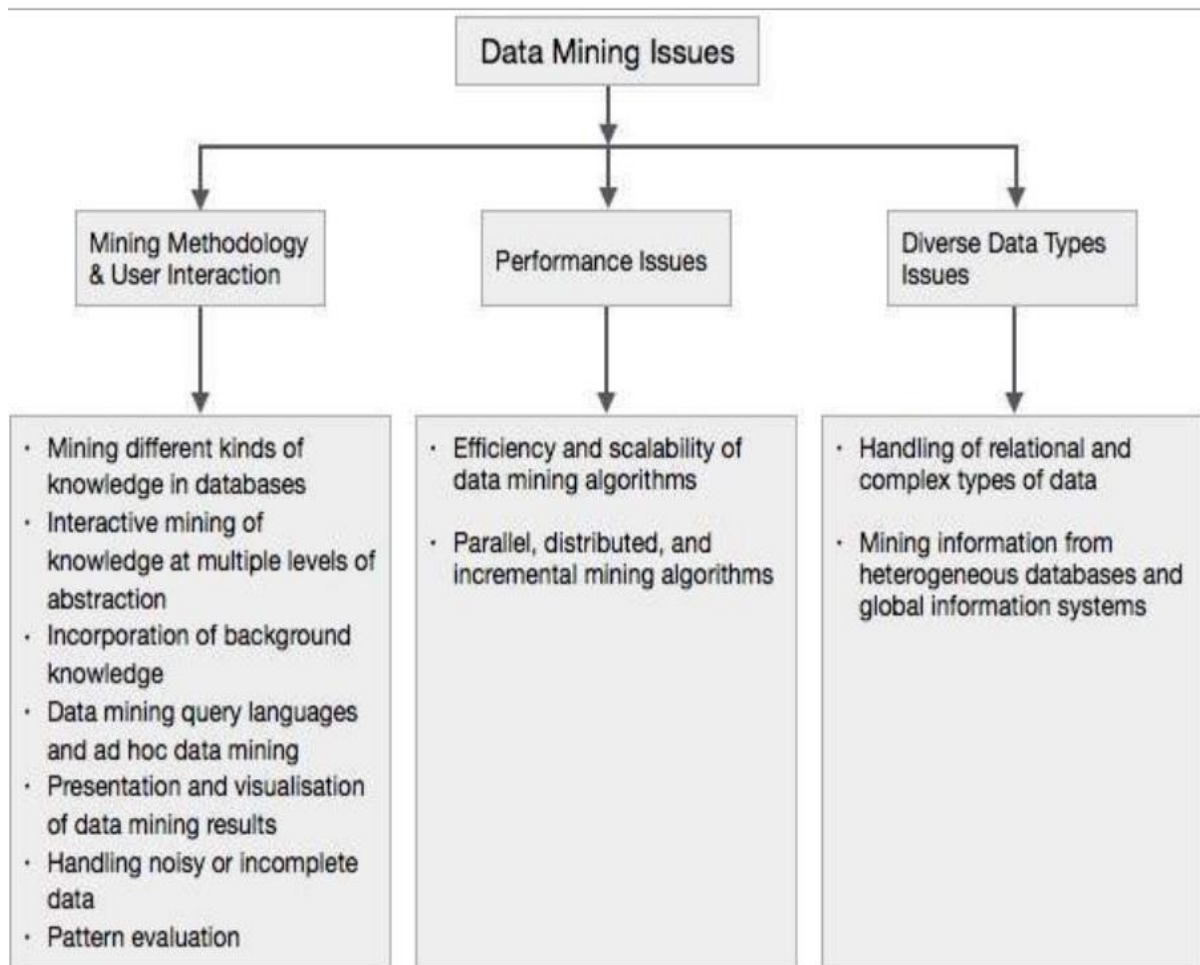 Data Mining Issues
Mining Methodology
& User Interaction
Performance Issues
Diverse Data Types
Issues
· Mining different kinds of
knowledge in databases
· Interactive mining of
knowledge at multiple levels of
abstraction
· Incorporation of background
knowledge
· Data mining query languages
and ad hoc data mining
· Presentation and visualisation
of data mining results
· Handling noisy or incomplete
data
· Pattern evaluation
· Efficiency and scalability of
data mining algorithms
· Parallel, distributed, and
incremental mining algorithms
· Handling of relational and
complex types of data
· Mining information from
heterogeneous databases and
global information systems